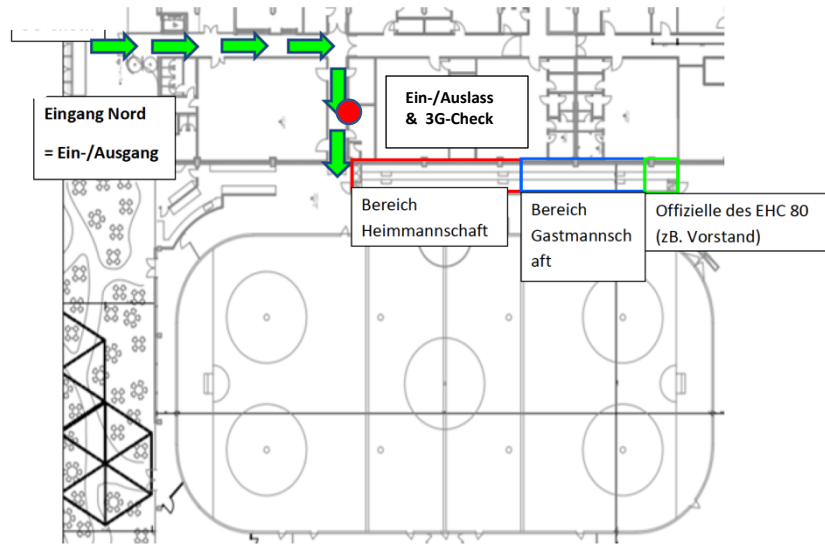 Eingang Nord
= Ein-/Ausgang
Ein-/Auslass
& 3G-Check
Bereich
Heimmannschaft
Bereich
Gastmannsch
aft
Offizielle des EHC 80
(zB. Vorstand)